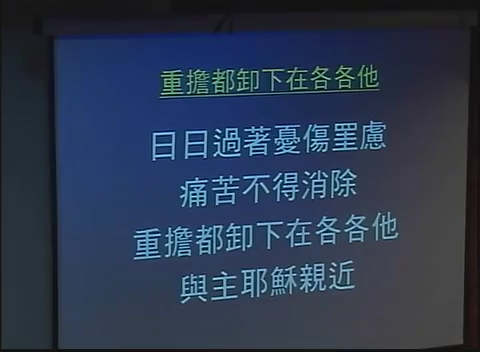 重擔都卸下在各各他
日日過著憂傷罣慮
痛苦不得消除
重擔都卸下在各各他
與主耶穌親近